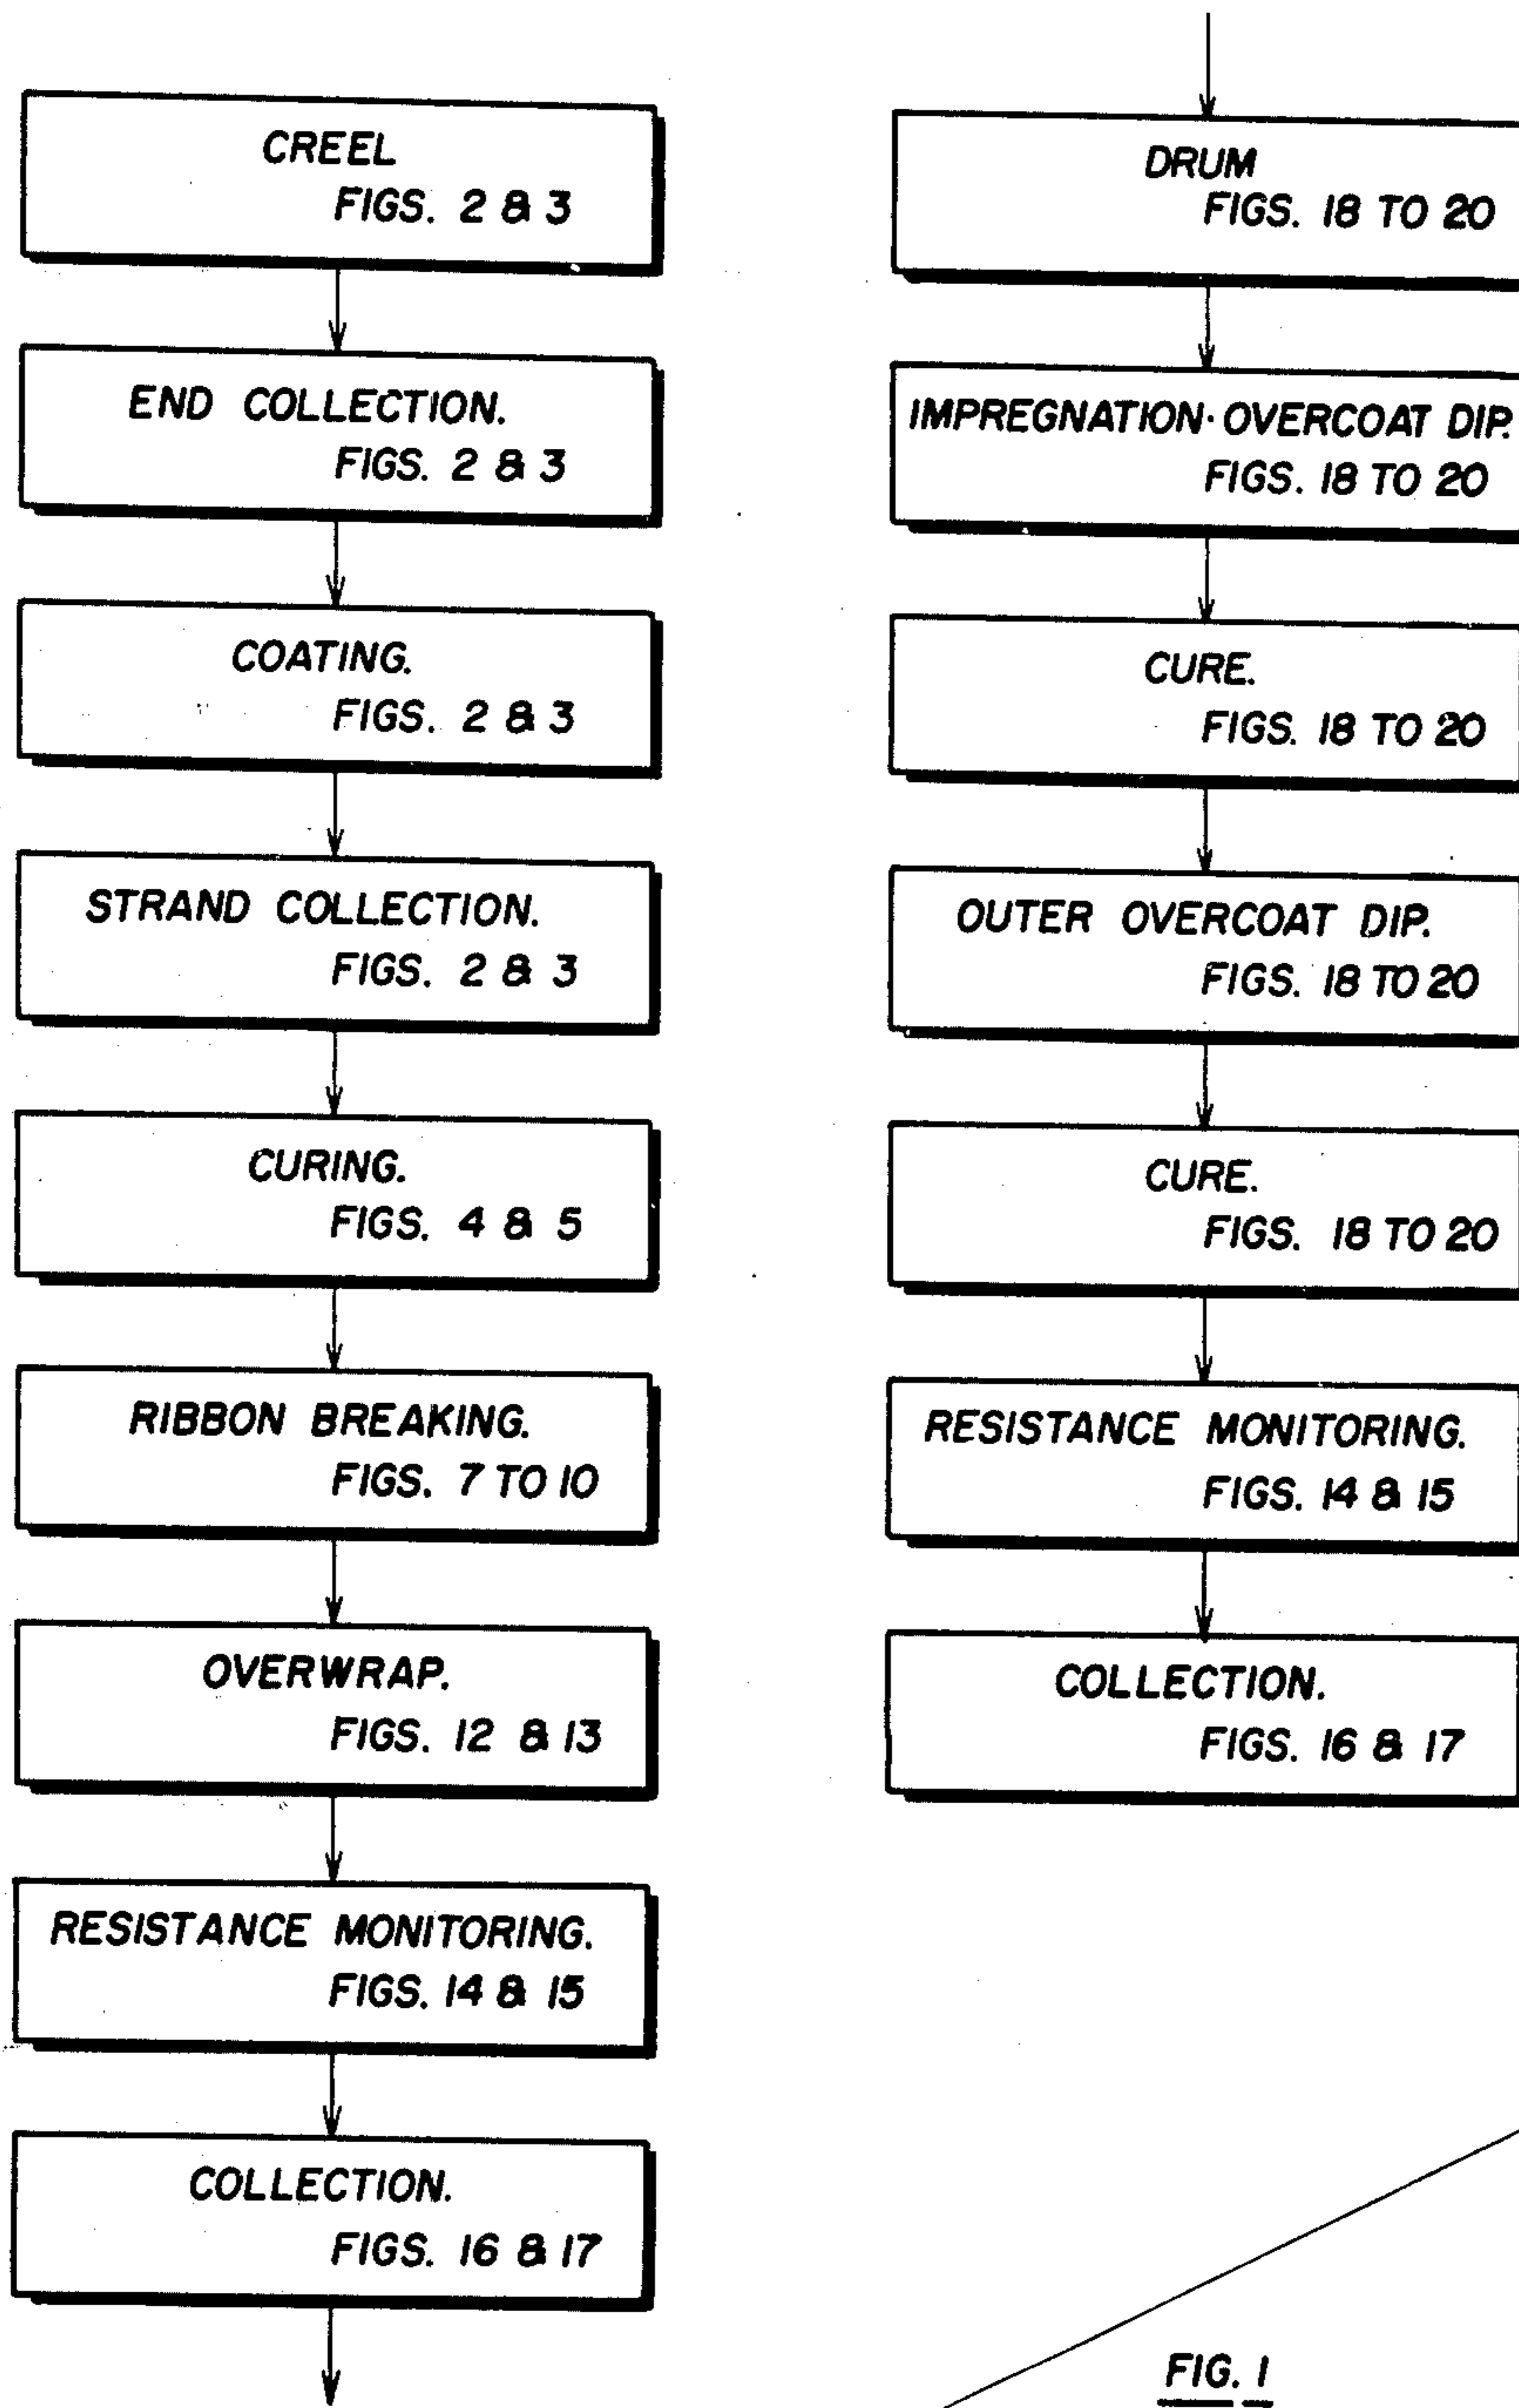 CREEL
FIGS. 2 & 3
END COLLECTION.
FIGS. 2 & 3
COATING.
FIGS. 2 & 3
STRAND COLLECTION.
FIGS. 2 & 3
CURING.
FIGS. 4 & 5
RIBBON BREAKING.
FIGS. 7 TO 10
OVERWRAP.
FIGS. 12 & 13
RESISTANCE MONITORING.
FIGS. 14 & 15
COLLECTION.
FIGS. 16 & 17
DRUM
FIGS. 18 TO 20
IMPREGNATION·OVERCOAT DIP.
FIGS. 18 TO 20
CURE.
FIGS. 18 TO 20
OUTER OVERCOAT DIP.
FIGS. 18 TO 20
CURE.
FIGS. 18 TO 20
RESISTANCE MONITORING.
FIGS. 14 & 15
COLLECTION.
FIGS. 16 & 17
FIG. 1